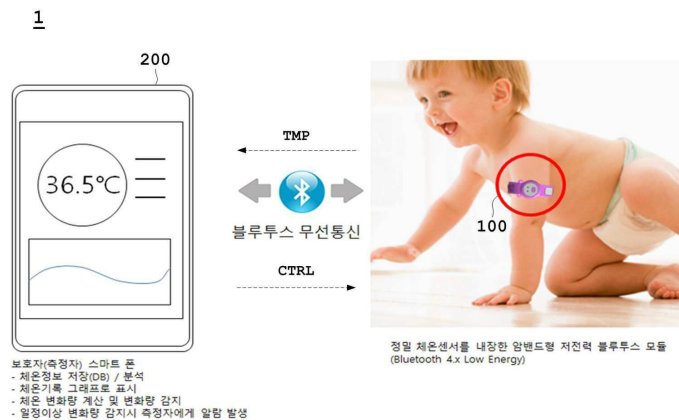 1
200
36.5℃
TMP
블루투스 무선통신
CTRL
100
보호자(측정자) 스마트 폰
- 체온정보 저장(DB) / 분석
- 체온기록 그래프로 표시
- 체온 변화량 계산 및 변화량 감지
- 일정이상 변화량 감지시 측정자에게 알람 발생
정밀 체온센서를 내장한 암밴드형 저전력 블루투스 모듈
(Bluetooth 4.x Low Energy)